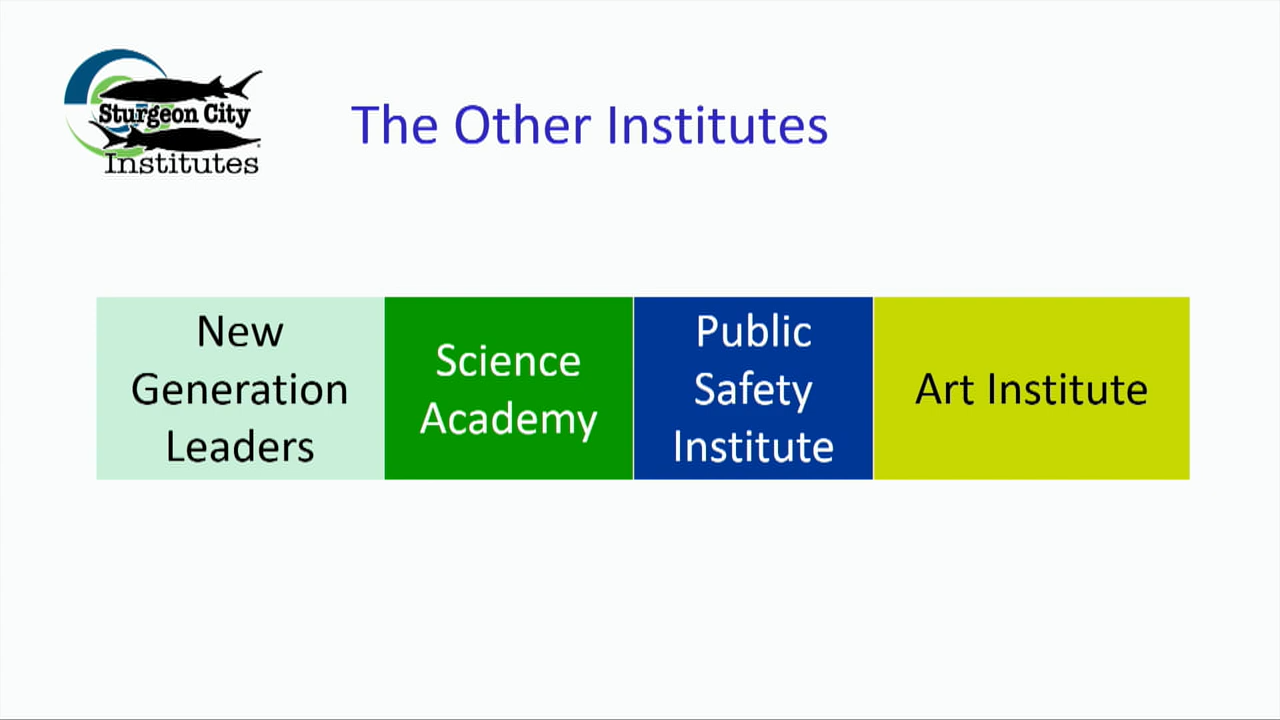 Sturgeon City
Institutes
The Other Institutes
New
Generation
Leaders
Science
Academy
Public
Safety
Institute
Art Institute